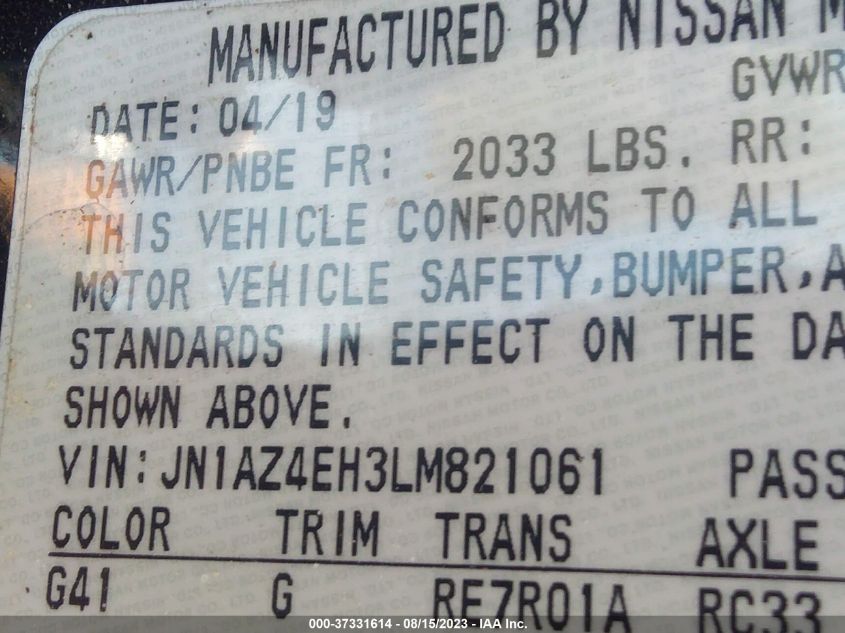 MANUFACTURED BY NISSAN M
GVWR
DATE: 04/19
GAWR/PNBE FR: 2033 LBS. RR:
THIS VEHICLE CONFORMS TO ALL
MOTOR VEHICLE SAFETY,BUMPER,A
STANDARDS IN EFFECT ON THE DA
SHOWN ABOVE.
VIN: JN1AZ4EH3LM821061 PASS
COLOR TRIM TRANS AXLE
G41 G RE7R01A RC33
000-37331614 - 08/15/2023 - IAA Inc.